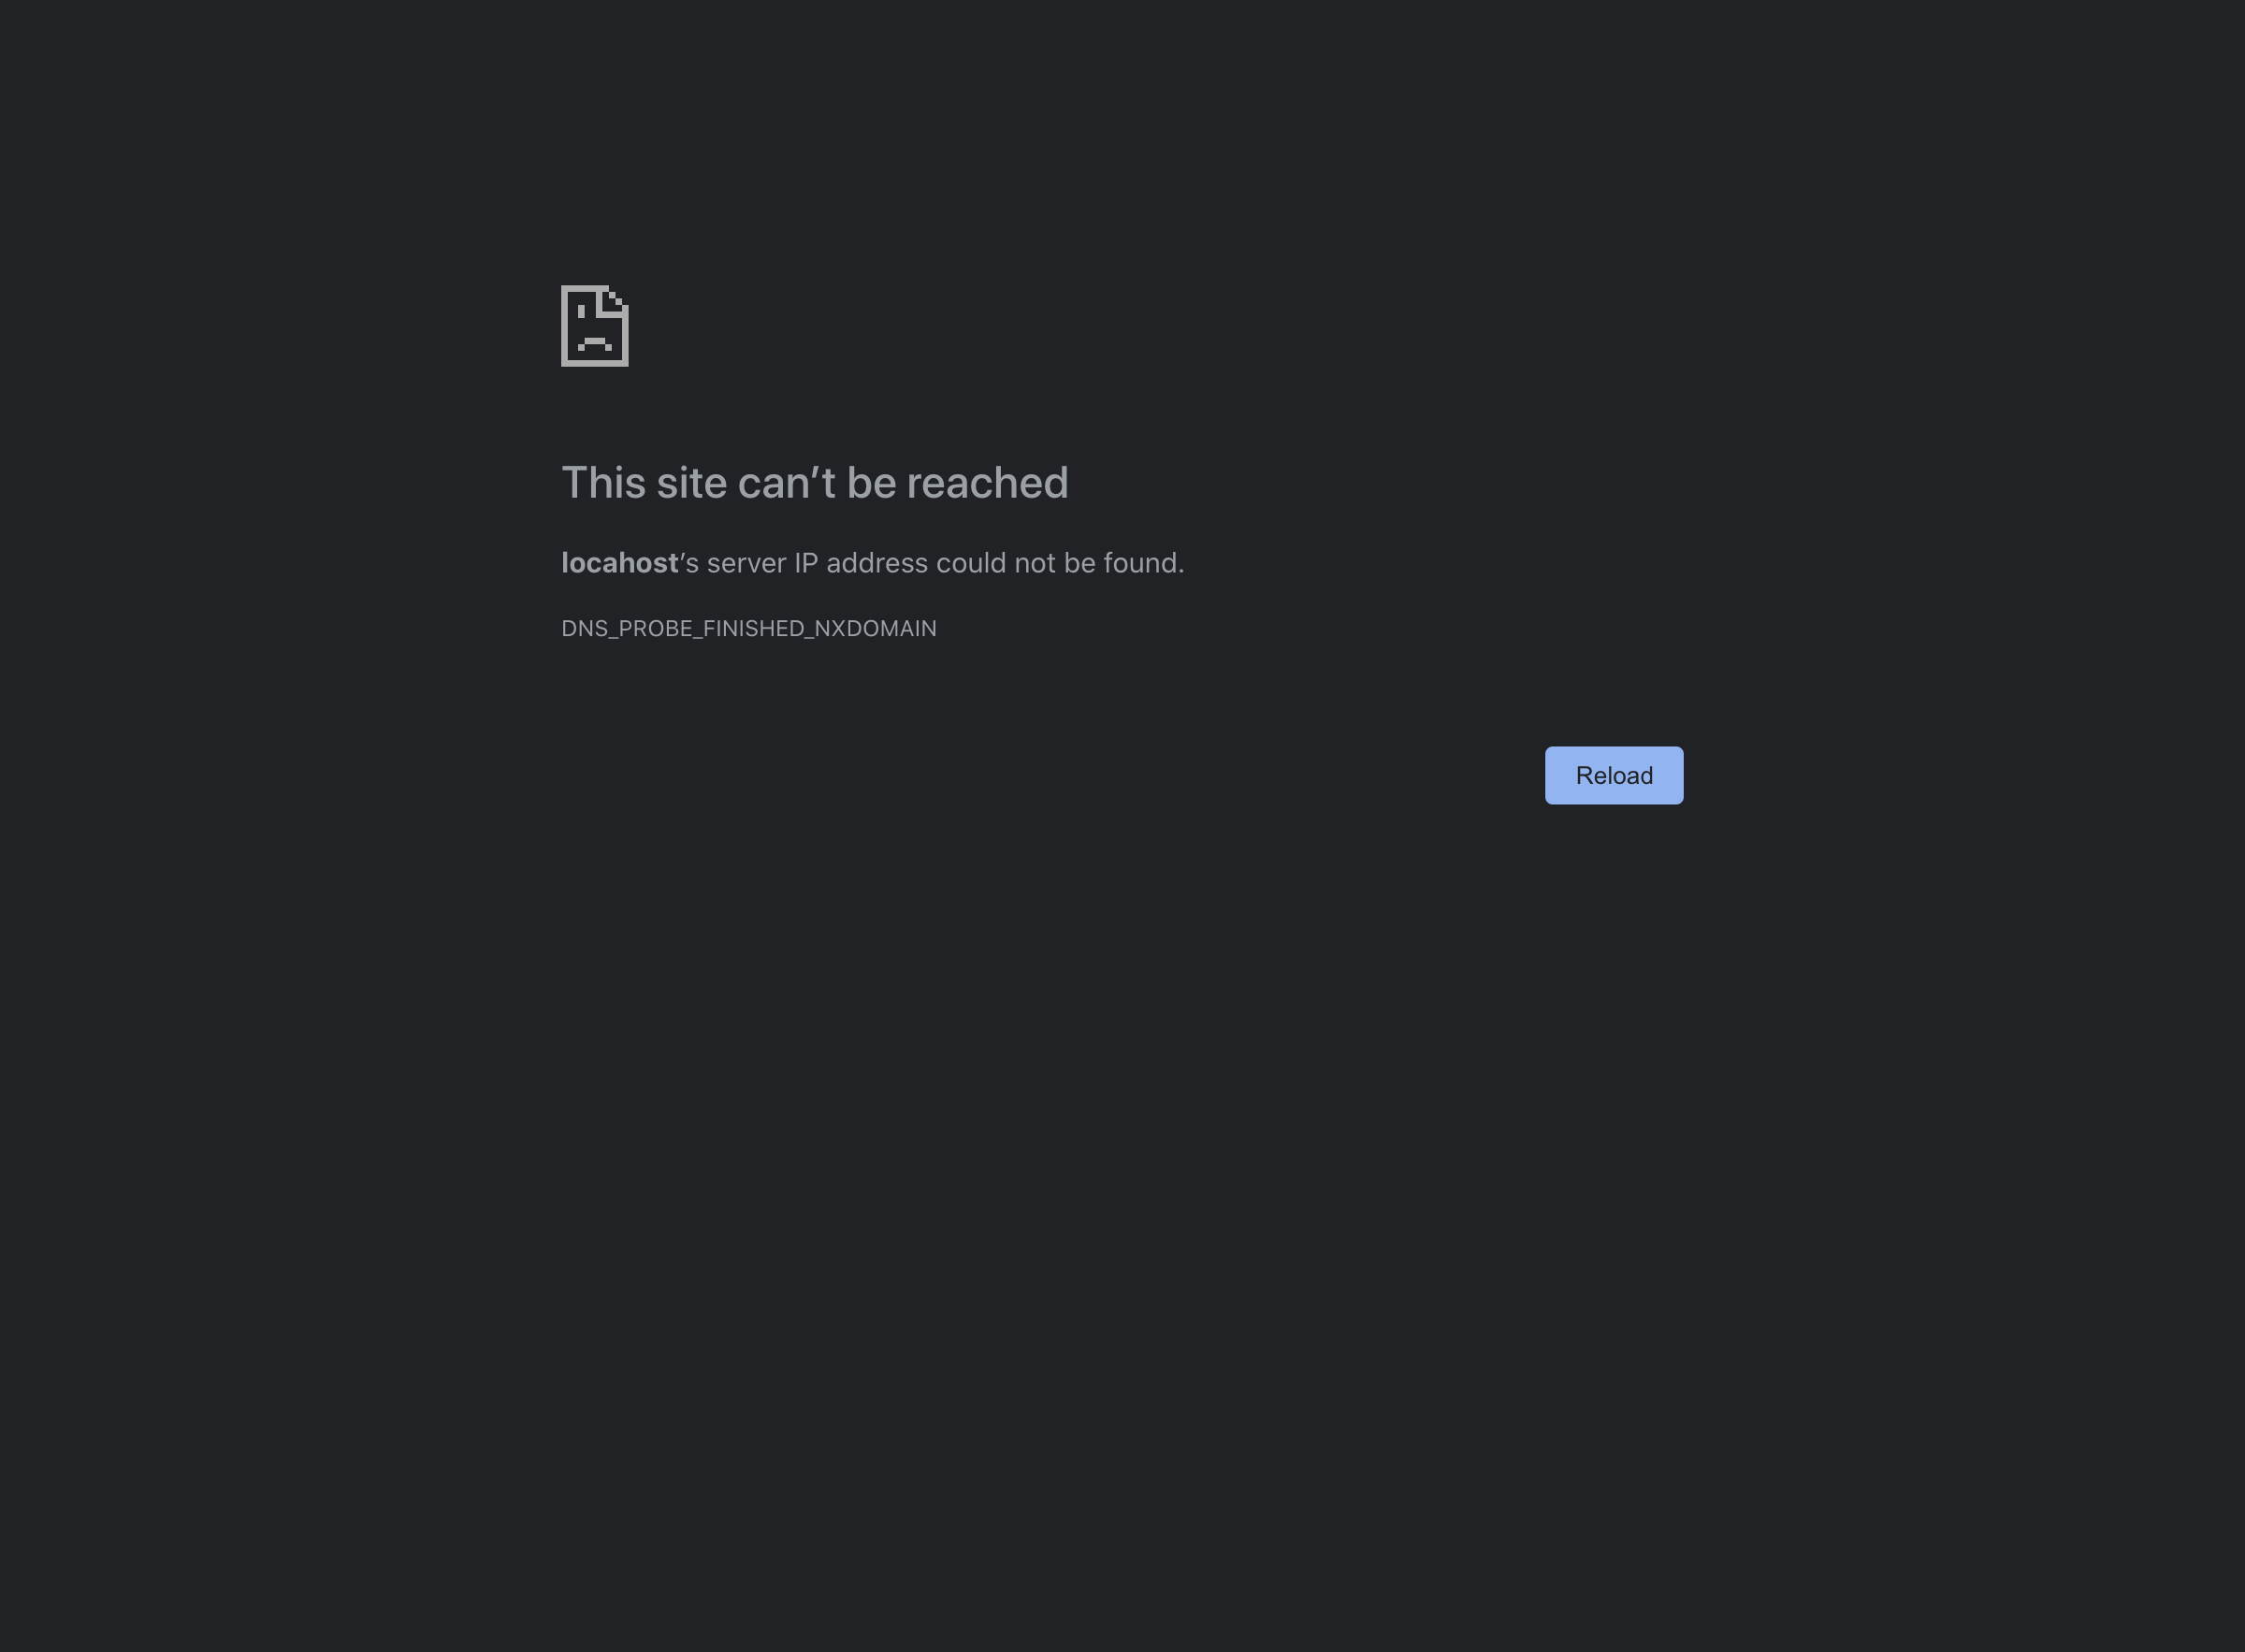 This site can’t be reached
locahost’s server IP address could not be found.
DNS_PROBE_FINISHED_NXDOMAIN
Reload